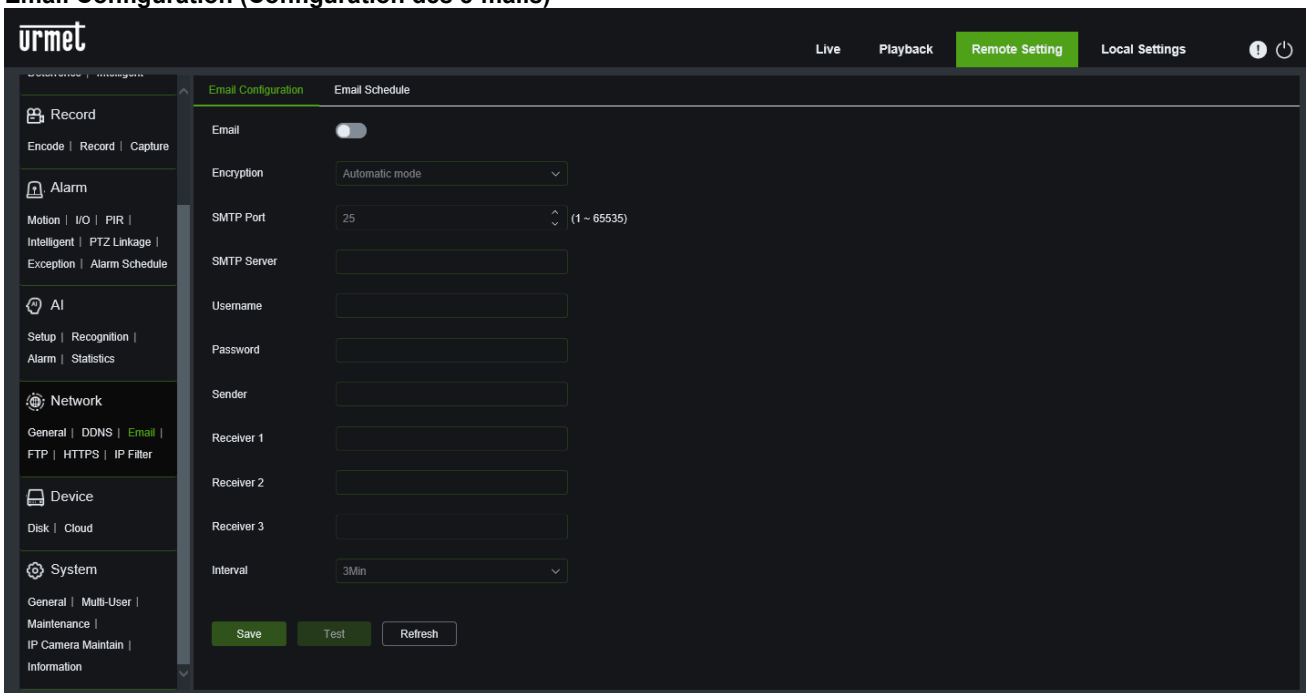 Email Configuration (Configuration des e-mails)
urmet
Live Playback Remote Setting Local Settings
Deterrence | Intelligent
Record
Encode | Record | Capture
Alarm
Motion | I/O | PIR |
Intelligent | PTZ Linkage |
Exception | Alarm Schedule
AI
Setup | Recognition |
Alarm | Statistics
Network
General | DDNS | Email |
FTP | HTTPS | IP Filter
Device
Disk | Cloud
System
General | Multi-User |
Maintenance |
IP Camera Maintain |
Information
Email Configuration Email Schedule
Email
Encryption Automatic mode
SMTP Port 25 (1 ~ 65535)
SMTP Server
Username
Password
Sender
Receiver 1
Receiver 2
Receiver 3
Interval 3Min
Save Test Refresh